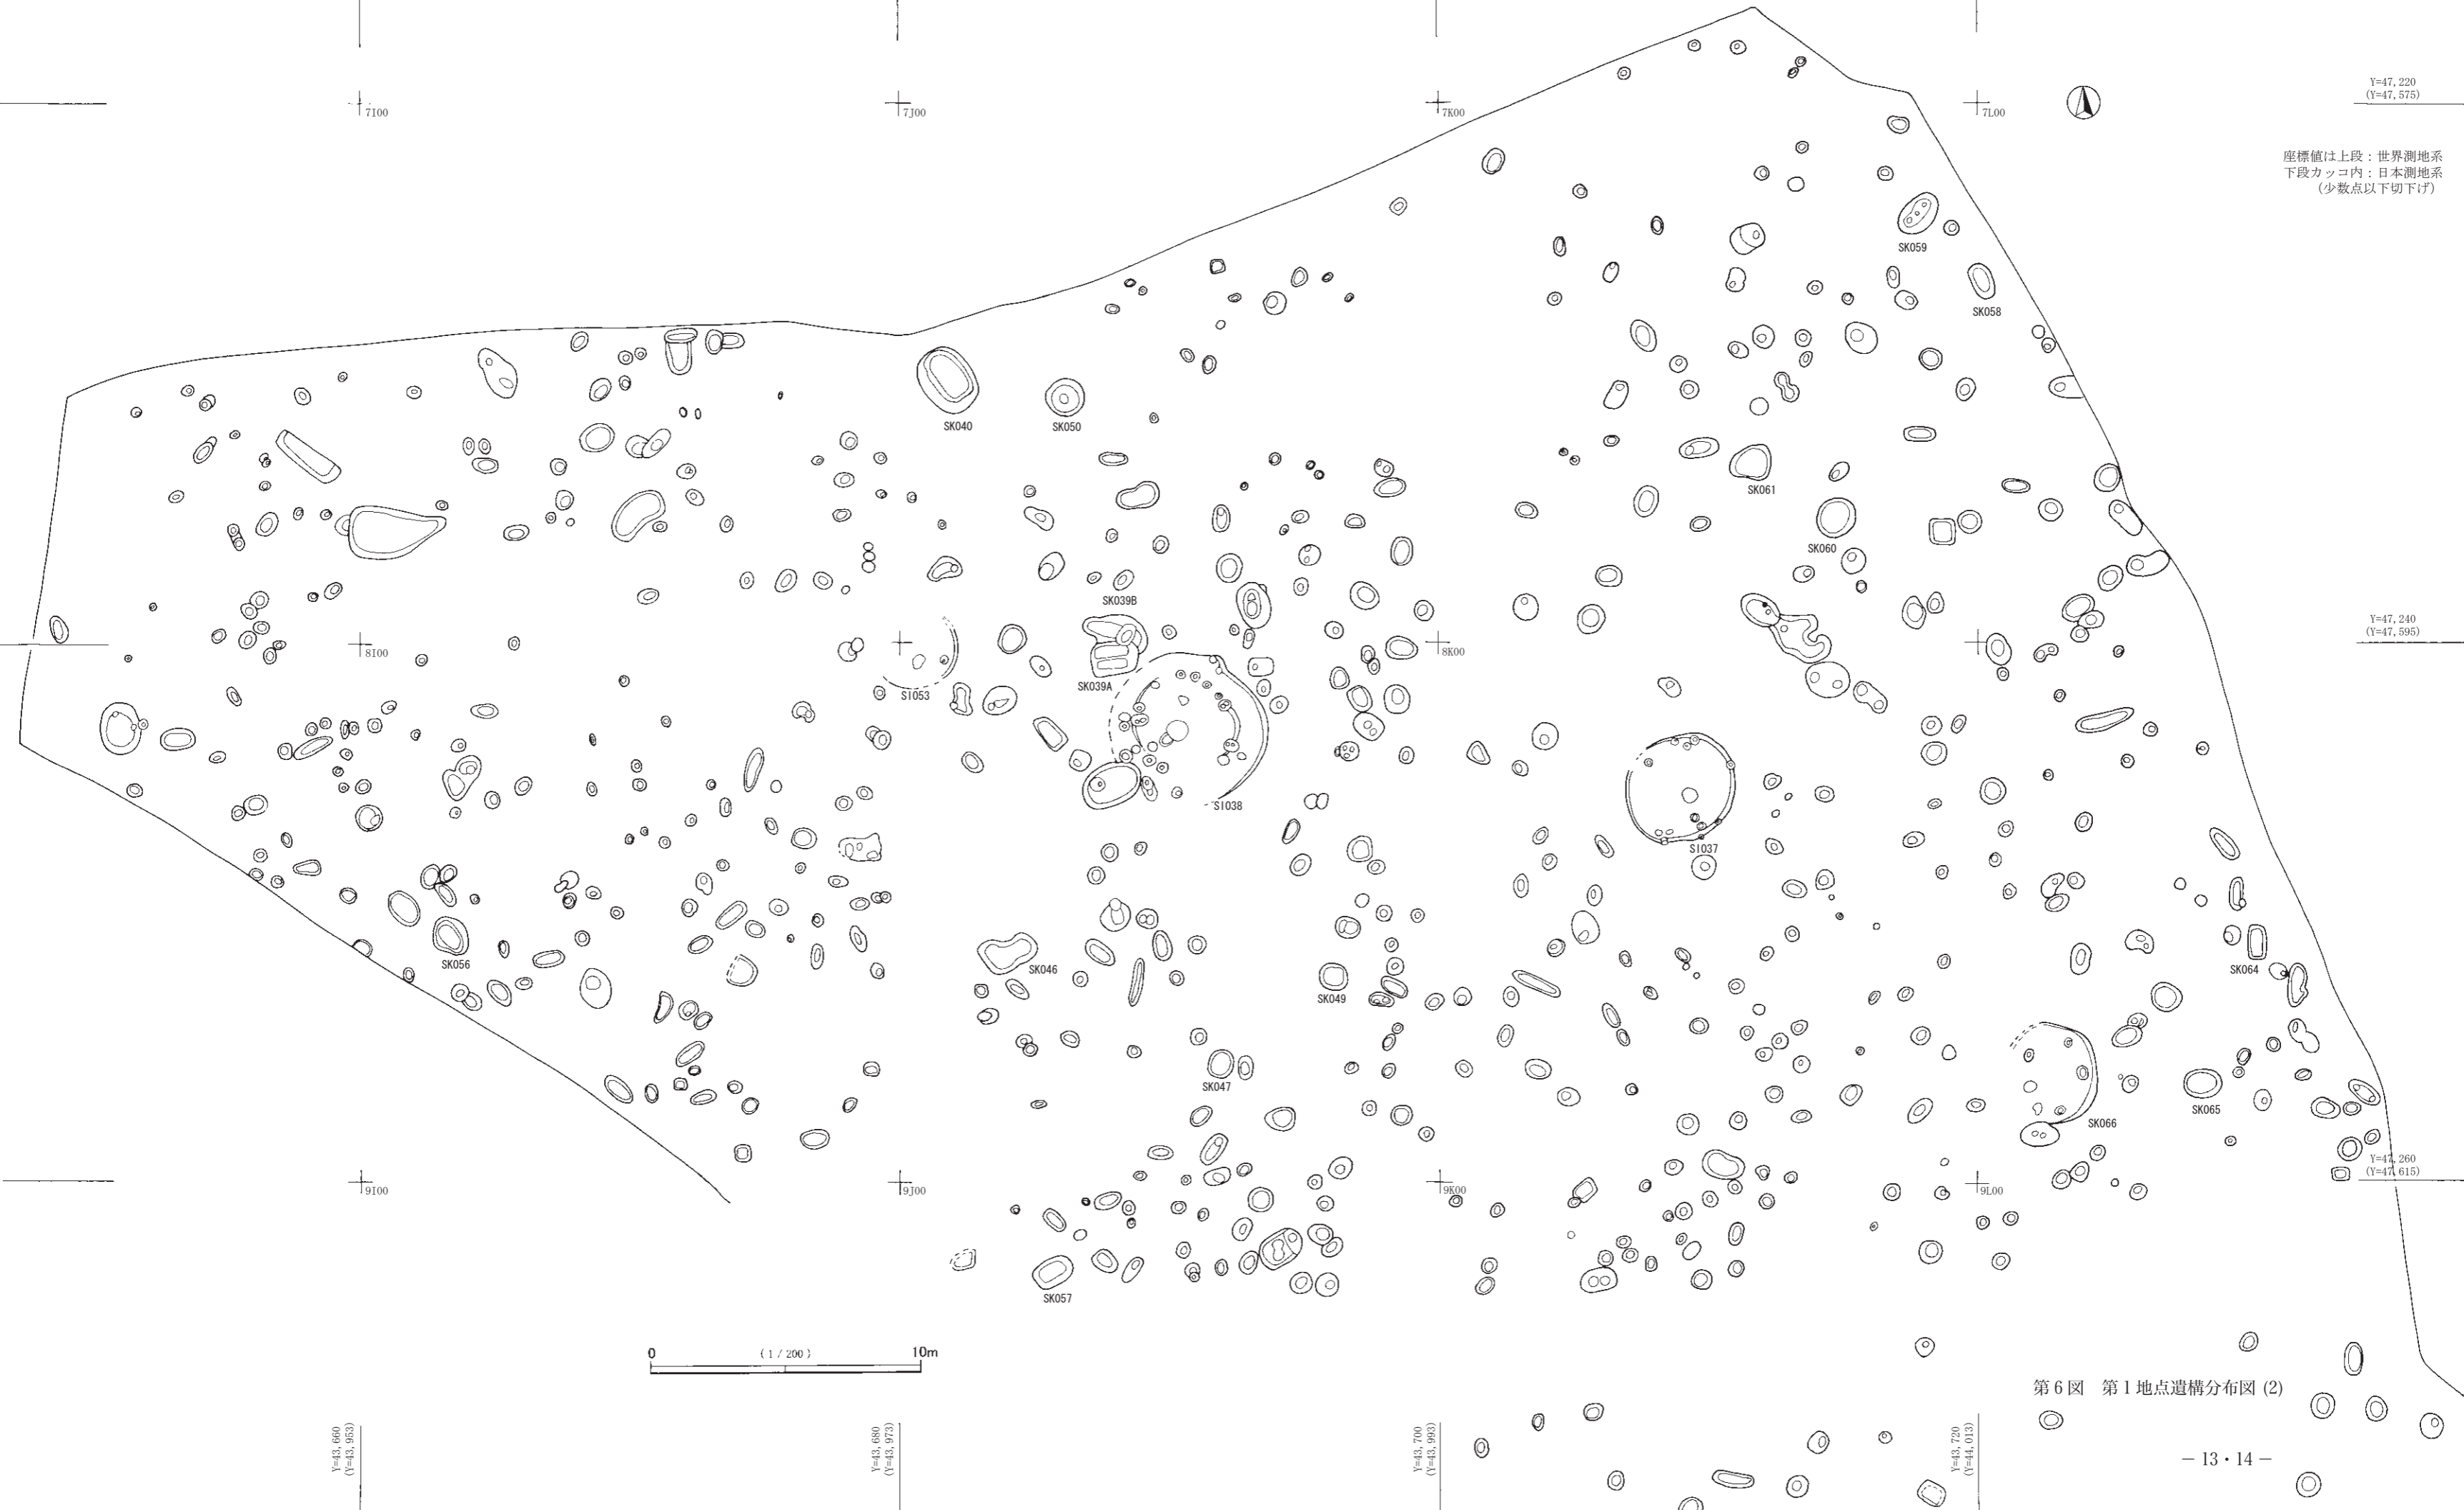 7I00
7J00
7K00
7L00
Y=47,220
(Y=47,575)
座標値は上段：世界測地系
下段カッコ内：日本測地系
（少数点以下切下げ）
SK059
SK058
SK040
SK050
SK061
SK060
SK039B
8I00
8K00
Y=47,240
(Y=47,595)
SI053
SK039A
SI038
SI037
SK056
SK046
SK049
SK064
SK047
SK065
SK066
9I00
9J00
9K00
9L00
Y=47,260
(Y=47,615)
SK057
0 (1/200) 10m
第6図 第1地点遺構分布図 (2)
Y=43,660
(Y=43,953)
Y=43,680
(Y=43,973)
Y=43,700
(Y=43,993)
Y=43,720
(Y=44,013)
― 13・14 ―